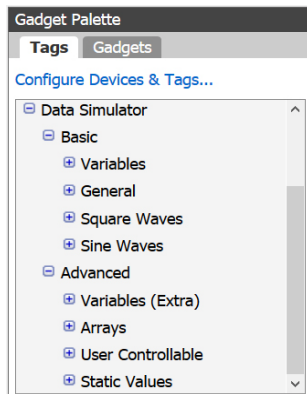 Gadget Palette
Tags Gadgets
Configure Devices & Tags...
Data Simulator
Basic
Variables
General
Square Waves
Sine Waves
Advanced
Variables (Extra)
Arrays
User Controllable
Static Values